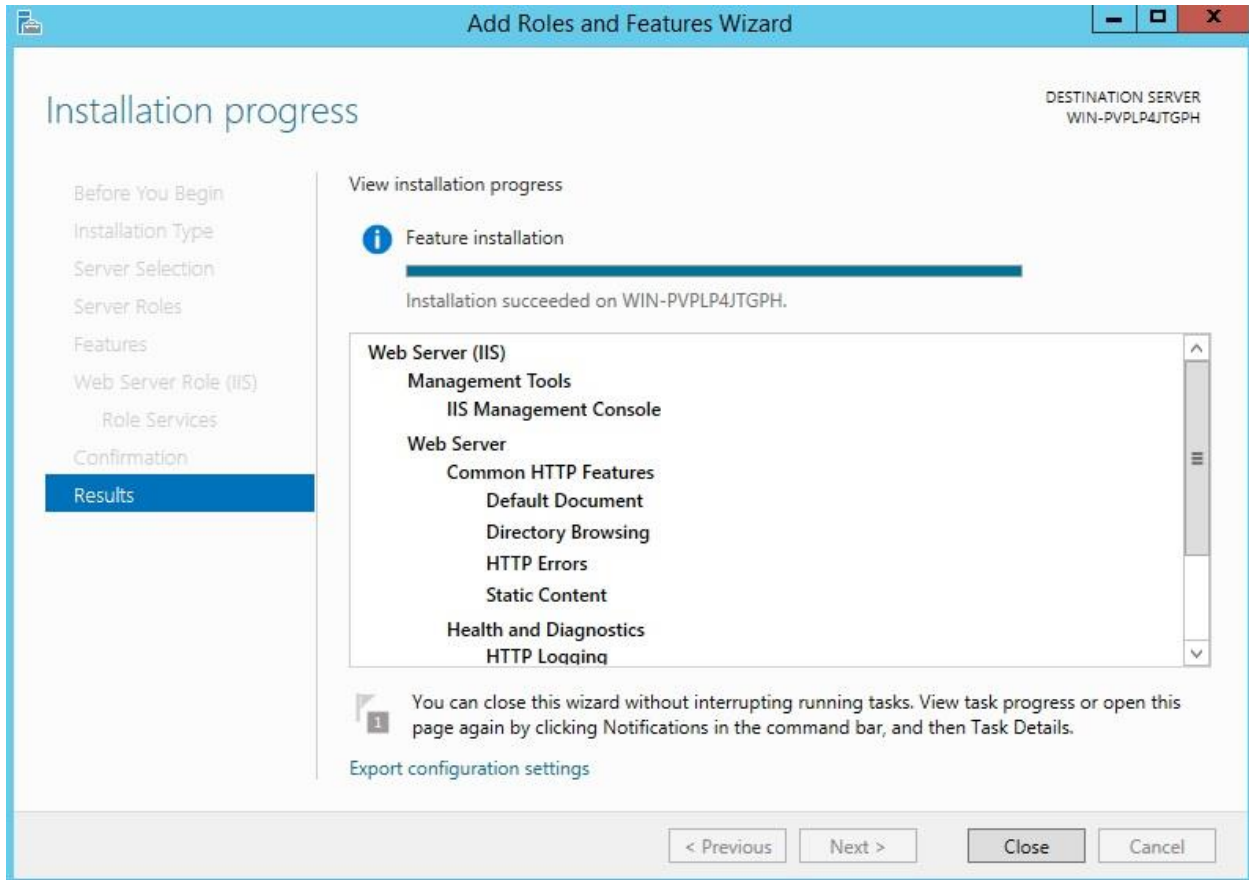 Add Roles and Features Wizard
Installation progress
DESTINATION SERVER
WIN-PVPLP4JTGPH
Before You Begin
Installation Type
Server Selection
Server Roles
Features
Web Server Role (IIS)
Role Services
Confirmation
Results
View installation progress
Feature installation
Installation succeeded on WIN-PVPLP4JTGPH.
Web Server (IIS)
Management Tools
IIS Management Console
Web Server
Common HTTP Features
Default Document
Directory Browsing
HTTP Errors
Static Content
Health and Diagnostics
HTTP Logging
1
You can close this wizard without interrupting running tasks. View task progress or open this
page again by clicking Notifications in the command bar, and then Task Details.
Export configuration settings
< Previous
Next >
Close
Cancel